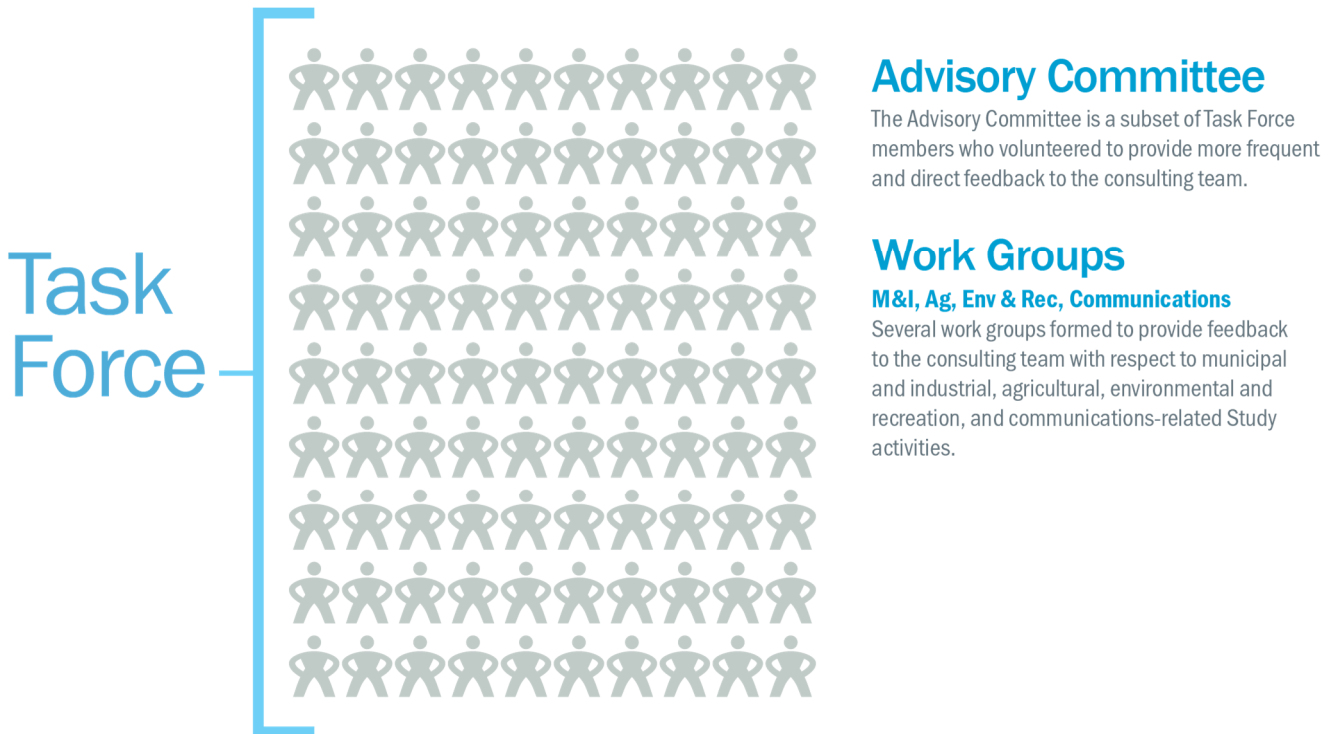 Task
Force
Advisory Committee
The Advisory Committee is a subset of Task Force
members who volunteered to provide more frequent
and direct feedback to the consulting team.
Work Groups
M&I, Ag, Env & Rec, Communications
Several work groups formed to provide feedback
to the consulting team with respect to municipal
and industrial, agricultural, environmental and
recreation, and communications-related Study
activities.